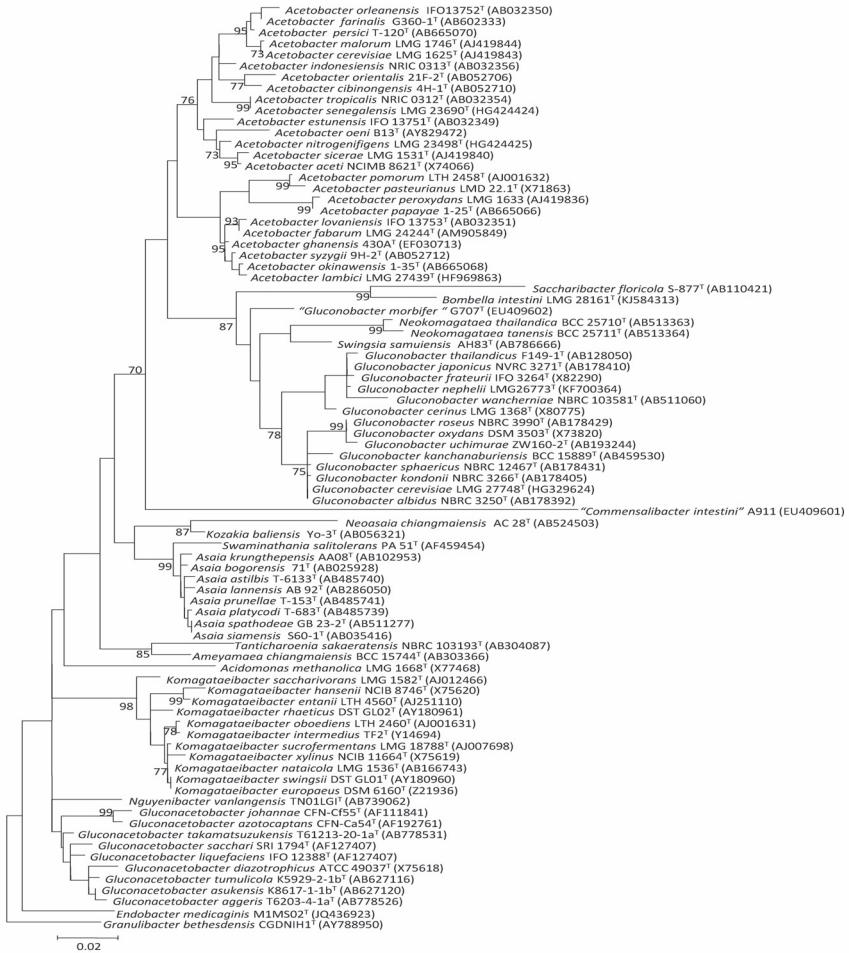 Acetobacter orleanensis IFO13752ᵀ (AB032350)
Acetobacter farinalis G360-1ᵀ (AB602333)
95
Acetobacter persici T-120ᵀ (AB665070)
Acetobacter malorum LMG 1746ᵀ (AJ419844)
73
Acetobacter cerevisiae LMG 1625ᵀ (AJ419843)
Acetobacter indonesiensis NRIC 0313ᵀ (AB032356)
Acetobacter orientalis 21F-2ᵀ (AB052706)
77
Acetobacter cibinongensis 4H-1ᵀ (AB052710)
76
Acetobacter tropicalis NRIC 0312ᵀ (AB032354)
99
Acetobacter senegalensis LMG 23690ᵀ (HG424424)
Acetobacter estunensis IFO 13751ᵀ (AB032349)
Acetobacter oeni B13ᵀ (AY829472)
Acetobacter nitrogenifigens LMG 23498ᵀ (HG424425)
73
Acetobacter sicerae LMG 1531ᵀ (AJ419840)
95
Acetobacter aceti NCIMB 8621ᵀ (X74066)
Acetobacter pomorum LTH 2458ᵀ (AJ001632)
99
Acetobacter pasteurianus LMD 22.1ᵀ (X71863)
Acetobacter peroxydans LMG 1633 (AJ419836)
99
Acetobacter papayae 1-25ᵀ (AB665066)
93
Acetobacter lovaniensis IFO 13753ᵀ (AB032351)
Acetobacter fabarum LMG 24244ᵀ (AM905849)
95
Acetobacter ghanensis 430Aᵀ (EF030713)
Acetobacter syzygii 9H-2ᵀ (AB052712)
Acetobacter okinawensis 1-35ᵀ (AB665068)
Acetobacter lambici LMG 27439ᵀ (HF969863)
Saccharibacter floricola S-877ᵀ (AB110421)
99
Bombella intestini LMG 28161ᵀ (KJ584313)
87
“Gluconobacter morbifer “ G707ᵀ (EU409602)
Neokomagataea thailandica BCC 25710ᵀ (AB513363)
99
Neokomagataea tanensis BCC 25711ᵀ (AB513364)
Swingsia samuiensis AH83ᵀ (AB786666)
Gluconobacter thailandicus F149-1ᵀ (AB128050)
70
Gluconobacter japonicus NVRC 3271ᵀ (AB178410)
Gluconobacter frateurii IFO 3264ᵀ (X82290)
Gluconobacter nephelii LMG26773ᵀ (KF700364)
Gluconobacter wancherniae NBRC 103581ᵀ (AB511060)
Gluconobacter cerinus LMG 1368ᵀ (X80775)
Gluconobacter roseus NBRC 3990ᵀ (AB178429)
78
99
Gluconobacter oxydans DSM 3503ᵀ (X73820)
Gluconobacter uchimurae ZW160-2ᵀ (AB193244)
Gluconobacter kanchanaburiensis BCC 15889ᵀ (AB459530)
75
Gluconobacter sphaericus NBRC 12467ᵀ (AB178431)
Gluconobacter kondonii NBRC 3266ᵀ (AB178405)
Gluconobacter cerevisiae LMG 27748ᵀ (HG329624)
Gluconobacter albidus NBRC 3250ᵀ (AB178392)
“Commensalibacter intestini” A911 (EU409601)
Neoasaia chiangmaiensis AC 28ᵀ (AB524503)
87
Kozakia baliensis Yo-3ᵀ (AB056321)
Swaminathania salitolerans PA 51ᵀ (AF459454)
Asaia krungthepensis AA08ᵀ (AB102953)
99
Asaia bogorensis 71ᵀ (AB025928)
Asaia astilbis T-6133ᵀ (AB485740)
Asaia lannensis AB 92ᵀ (AB286050)
Asaia prunellae T-153ᵀ (AB485741)
Asaia platycodi T-683ᵀ (AB485739)
Asaia spathodeae GB 23-2ᵀ (AB511277)
Asaia siamensis S60-1ᵀ (AB035416)
Tanticharoenia sakaeratensis NBRC 103193ᵀ (AB304087)
85
Ameyamaea chiangmaiensis BCC 15744ᵀ (AB303366)
Acidomonas methanolica LMG 1668ᵀ (X77468)
Komagataeibacter saccharivorans LMG 1582ᵀ (AJ012466)
Komagataeibacter hansenii NCIB 8746ᵀ (X75620)
98
99
Komagataeibacter entanii LTH 4560ᵀ (AJ251110)
Komagataeibacter rhaeticus DST GL02ᵀ (AY180961)
Komagataeibacter oboediens LTH 2460ᵀ (AJ001631)
78
Komagataeibacter intermedius TF2ᵀ (Y14694)
Komagataeibacter sucrofermentans LMG 18788ᵀ (AJ007698)
Komagataeibacter xylinus NCIB 11664ᵀ (X75619)
77
Komagataeibacter nataicola LMG 1536ᵀ (AB166743)
Komagataeibacter swingsii DST GL01ᵀ (AY180960)
Komagataeibacter europaeus DSM 6160ᵀ (Z21936)
Nguyenibacter vanlangensis TN01LGIᵀ (AB739062)
99
Gluconacetobacter johannae CFN-Cf55ᵀ (AF111841)
Gluconacetobacter azotocaptans CFN-Ca54ᵀ (AF192761)
Gluconacetobacter takamatsuzukensis T61213-20-1aᵀ (AB778531)
Gluconacetobacter sacchari SRI 1794ᵀ (AF127407)
Gluconacetobacter liquefaciens IFO 12388ᵀ (AF127407)
Gluconacetobacter diazotrophicus ATCC 49037ᵀ (X75618)
Gluconacetobacter tumulicola K5929-2-1bᵀ (AB627116)
Gluconacetobacter asukensis K8617-1-1bᵀ (AB627120)
Gluconacetobacter aggeris T6203-4-1aᵀ (AB778526)
Endobacter medicaginis M1MS02ᵀ (JQ436923)
Granulibacter bethesdensis CGDNIH1ᵀ (AY788950)
0.02